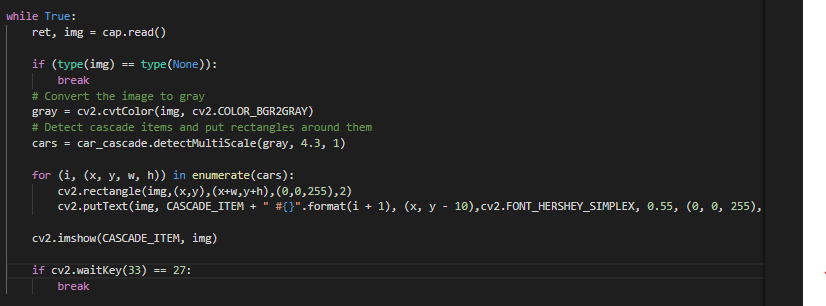 while True:
    ret, img = cap.read()
    if (type(img) == type(None)):
        break
    # Convert the image to gray
    gray = cv2.cvtColor(img, cv2.COLOR_BGR2GRAY)
    # Detect cascade items and put rectangles around them
    cars = car_cascade.detectMultiScale(gray, 4.3, 1)
    for (i, (x, y, w, h)) in enumerate(cars):
        cv2.rectangle(img,(x,y),(x+w,y+h),(0,0,255),2)
        cv2.putText(img, CASCADE_ITEM + " #{}".format(i + 1), (x, y - 10),cv2.FONT_HERSHEY_SIMPLEX, 0.55, (0, 0, 255),
    cv2.imshow(CASCADE_ITEM, img)
    if cv2.waitKey(33) == 27:
        break